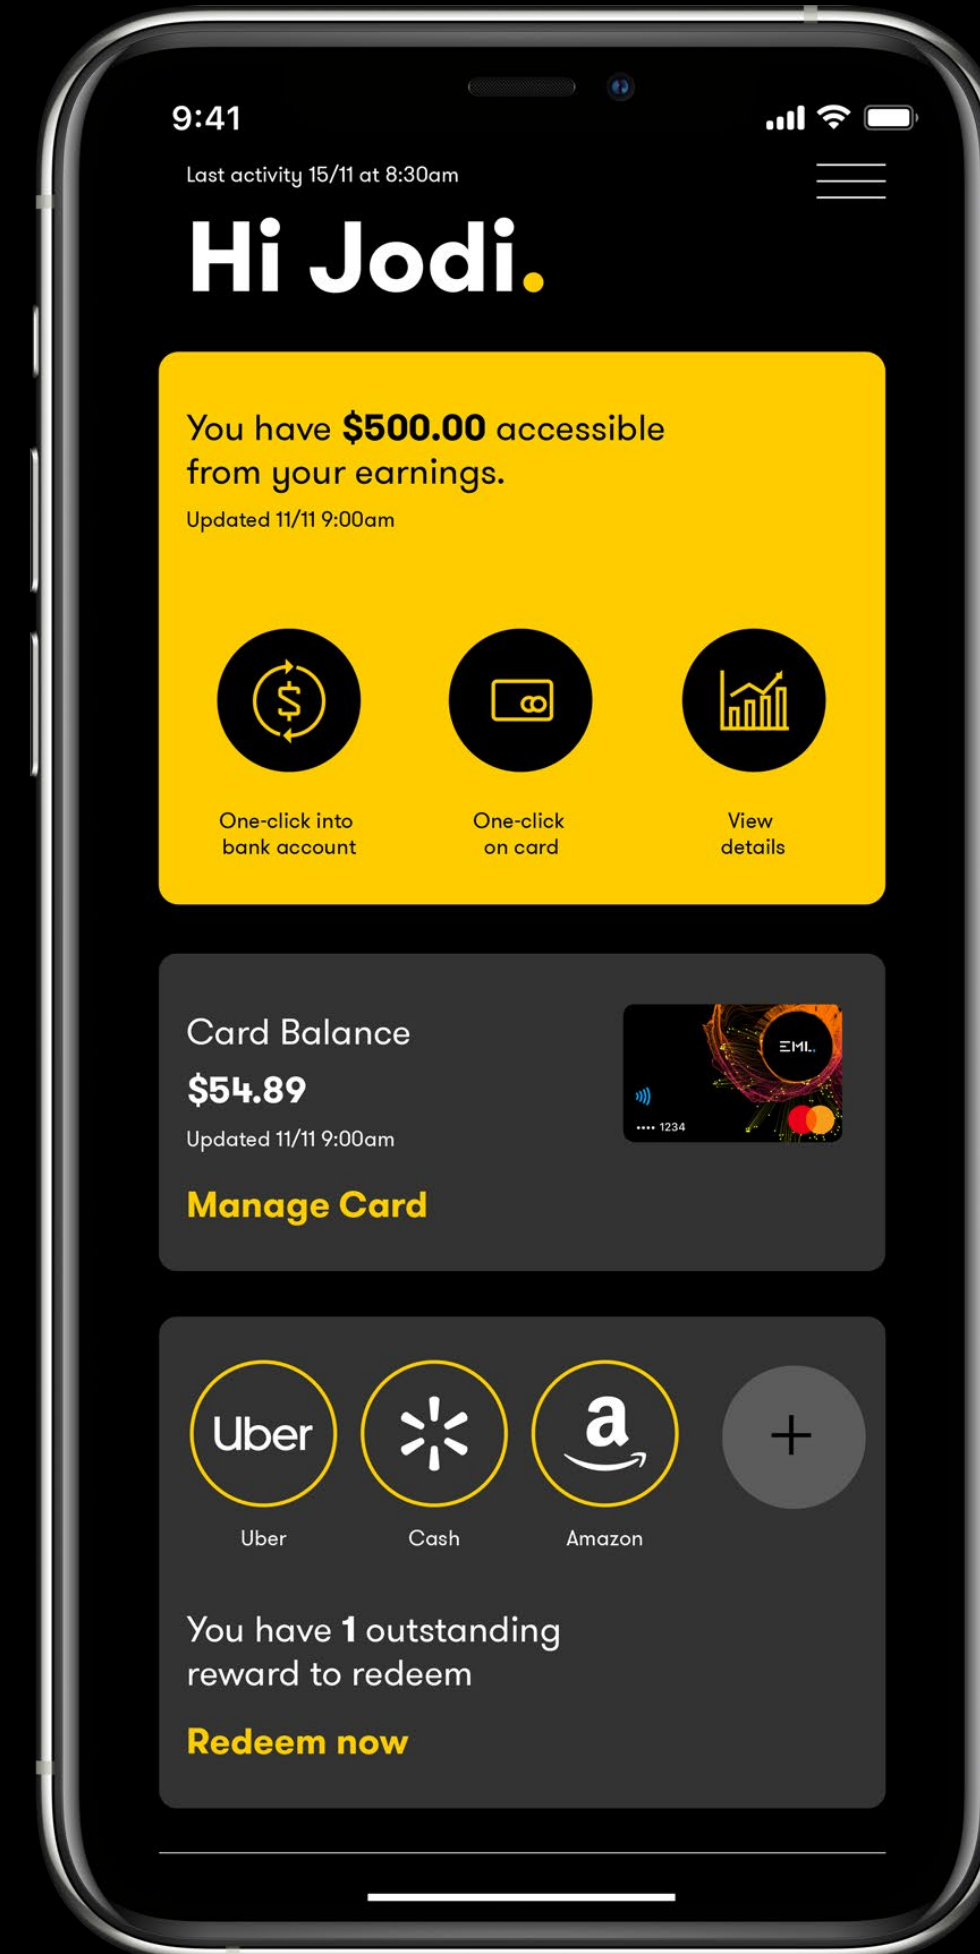 9:41
Last activity 15/11 at 8:30am
Hi Jodi.
You have $500.00 accessible
from your earnings.
Updated 11/11 9:00am
One-click into
bank account
One-click
on card
View
details
Card Balance
$54.89
Updated 11/11 9:00am
Manage Card
EML.
•••• 1234
Uber
a
Uber
Cash
Amazon
You have 1 outstanding
reward to redeem
Redeem now